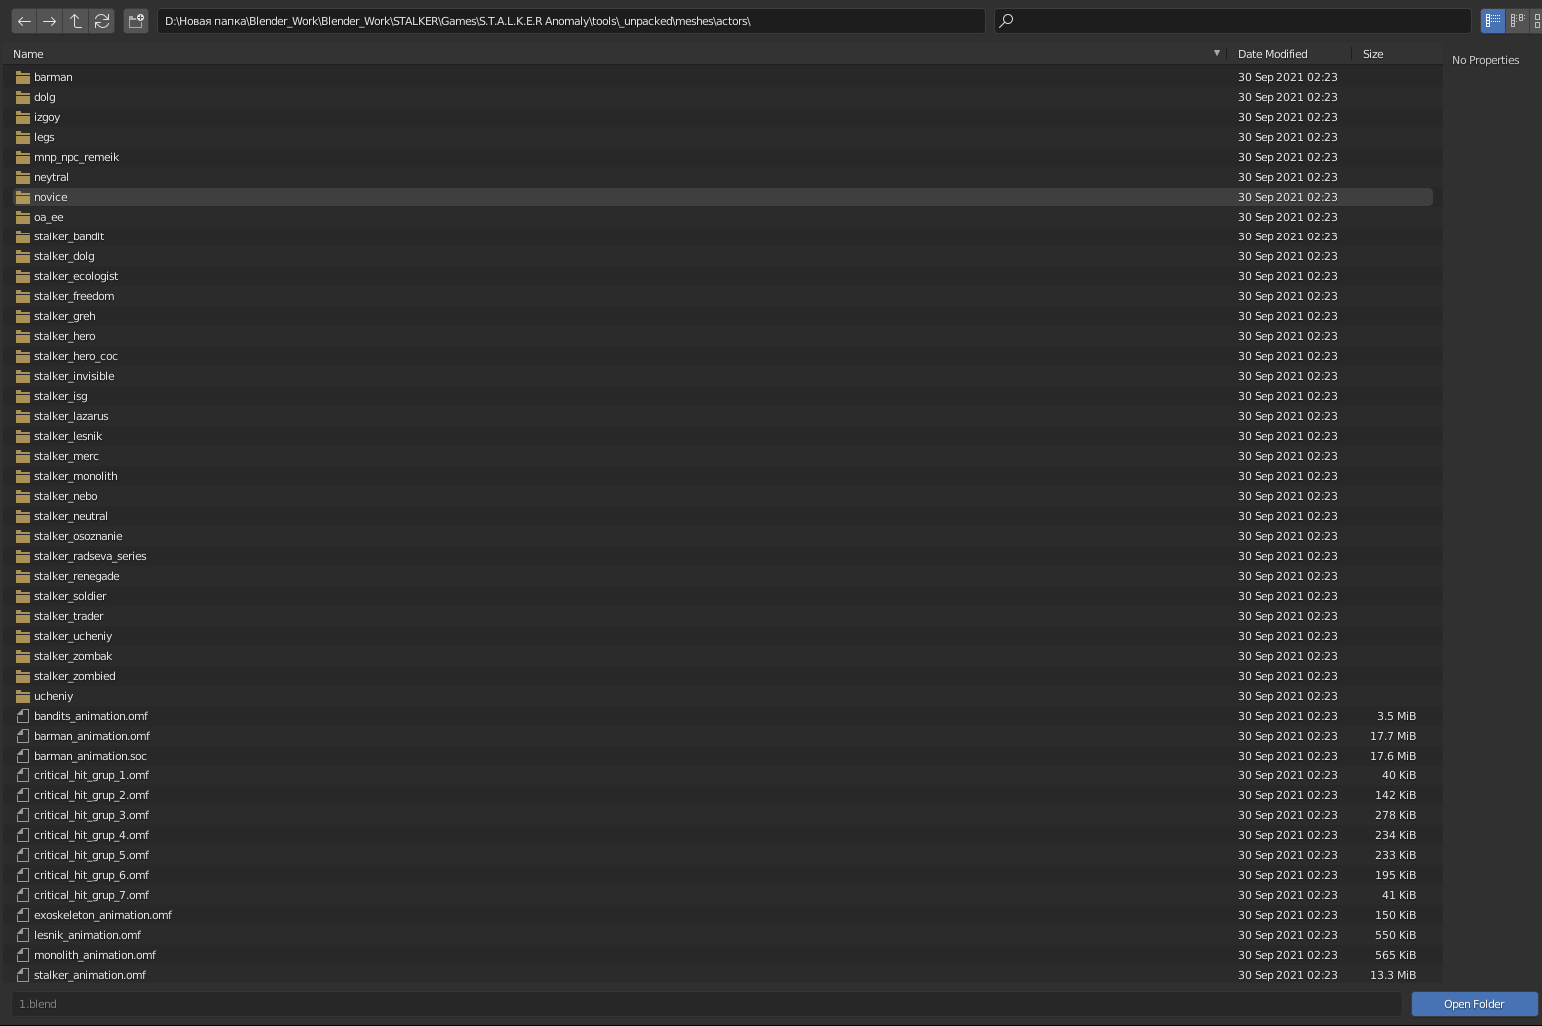 D:\Новая папка\Blender_Work\Blender_Work\STALKER\Games\S.T.A.L.K.E.R Anomaly\tools\_unpacked\meshes\actors\
Name Date Modified Size
No Properties
barman 30 Sep 2021 02:23
dolg 30 Sep 2021 02:23
izgoy 30 Sep 2021 02:23
legs 30 Sep 2021 02:23
mnp_npc_remeik 30 Sep 2021 02:23
neytral 30 Sep 2021 02:23
novice 30 Sep 2021 02:23
oa_ee 30 Sep 2021 02:23
stalker_bandit 30 Sep 2021 02:23
stalker_dolg 30 Sep 2021 02:23
stalker_ecologist 30 Sep 2021 02:23
stalker_freedom 30 Sep 2021 02:23
stalker_greh 30 Sep 2021 02:23
stalker_hero 30 Sep 2021 02:23
stalker_hero_coc 30 Sep 2021 02:23
stalker_invisible 30 Sep 2021 02:23
stalker_isg 30 Sep 2021 02:23
stalker_lazarus 30 Sep 2021 02:23
stalker_lesnik 30 Sep 2021 02:23
stalker_merc 30 Sep 2021 02:23
stalker_monolith 30 Sep 2021 02:23
stalker_nebo 30 Sep 2021 02:23
stalker_neutral 30 Sep 2021 02:23
stalker_osoznanie 30 Sep 2021 02:23
stalker_radseva_series 30 Sep 2021 02:23
stalker_renegade 30 Sep 2021 02:23
stalker_soldier 30 Sep 2021 02:23
stalker_trader 30 Sep 2021 02:23
stalker_ucheniy 30 Sep 2021 02:23
stalker_zombak 30 Sep 2021 02:23
stalker_zombied 30 Sep 2021 02:23
ucheniy 30 Sep 2021 02:23
bandits_animation.omf 30 Sep 2021 02:23 3.5 MiB
barman_animation.omf 30 Sep 2021 02:23 17.7 MiB
barman_animation.soc 30 Sep 2021 02:23 17.6 MiB
critical_hit_grup_1.omf 30 Sep 2021 02:23 40 KiB
critical_hit_grup_2.omf 30 Sep 2021 02:23 142 KiB
critical_hit_grup_3.omf 30 Sep 2021 02:23 278 KiB
critical_hit_grup_4.omf 30 Sep 2021 02:23 234 KiB
critical_hit_grup_5.omf 30 Sep 2021 02:23 233 KiB
critical_hit_grup_6.omf 30 Sep 2021 02:23 195 KiB
critical_hit_grup_7.omf 30 Sep 2021 02:23 41 KiB
exoskeleton_animation.omf 30 Sep 2021 02:23 150 KiB
lesnik_animation.omf 30 Sep 2021 02:23 550 KiB
monolith_animation.omf 30 Sep 2021 02:23 565 KiB
stalker_animation.omf 30 Sep 2021 02:23 13.3 MiB
1.blend
Open Folder